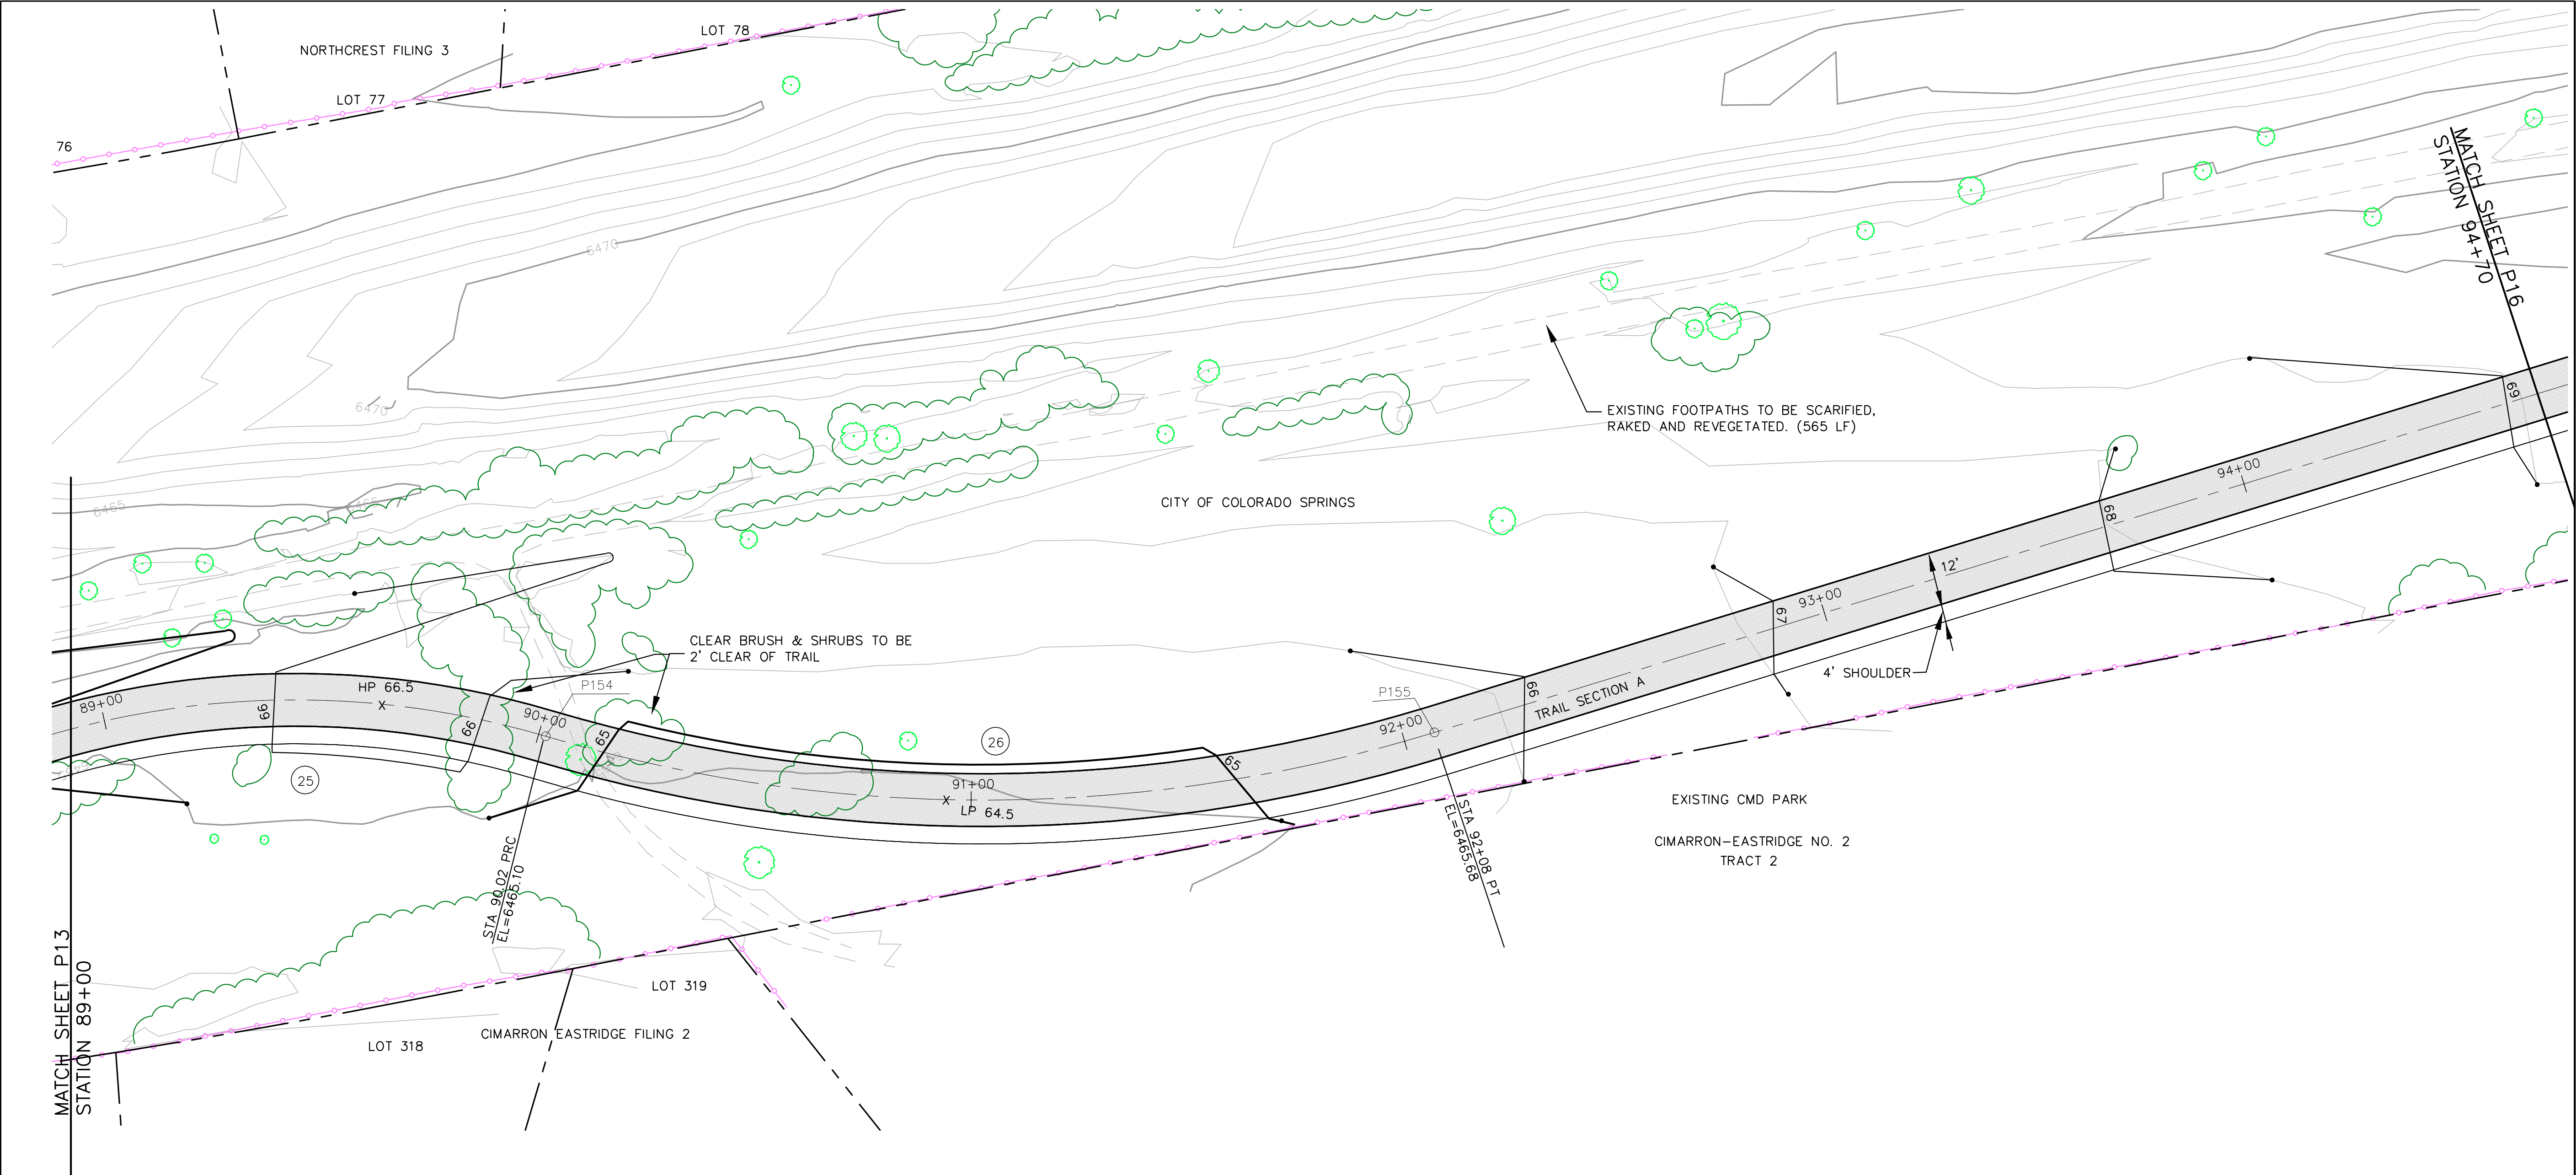 NORTHCREST FILING 3
LOT 78
LOT 77
76
6470
6470
6465
6465
MATCH SHEET P16
STATION 94+70
EXISTING FOOTPATHS TO BE SCARIFIED,
RAKED AND REVEGETATED. (565 LF)
CITY OF COLORADO SPRINGS
69
94+00
68
12'
93+00
67
4' SHOULDER
CLEAR BRUSH & SHRUBS TO BE
2' CLEAR OF TRAIL
P154
P155
HP 66.5
X
89+00
66
66
90+00
65
26
25
91+00
X
LP 64.5
65
92+00
66
TRAIL SECTION A
STA 90.02 PRC
EL=6465.10
STA 92+08 PT
EL=6465.68
EXISTING CMD PARK
CIMARRON-EASTRIDGE NO. 2
TRACT 2
MATCH SHEET P13
STATION 89+00
LOT 319
CIMARRON EASTRIDGE FILING 2
LOT 318